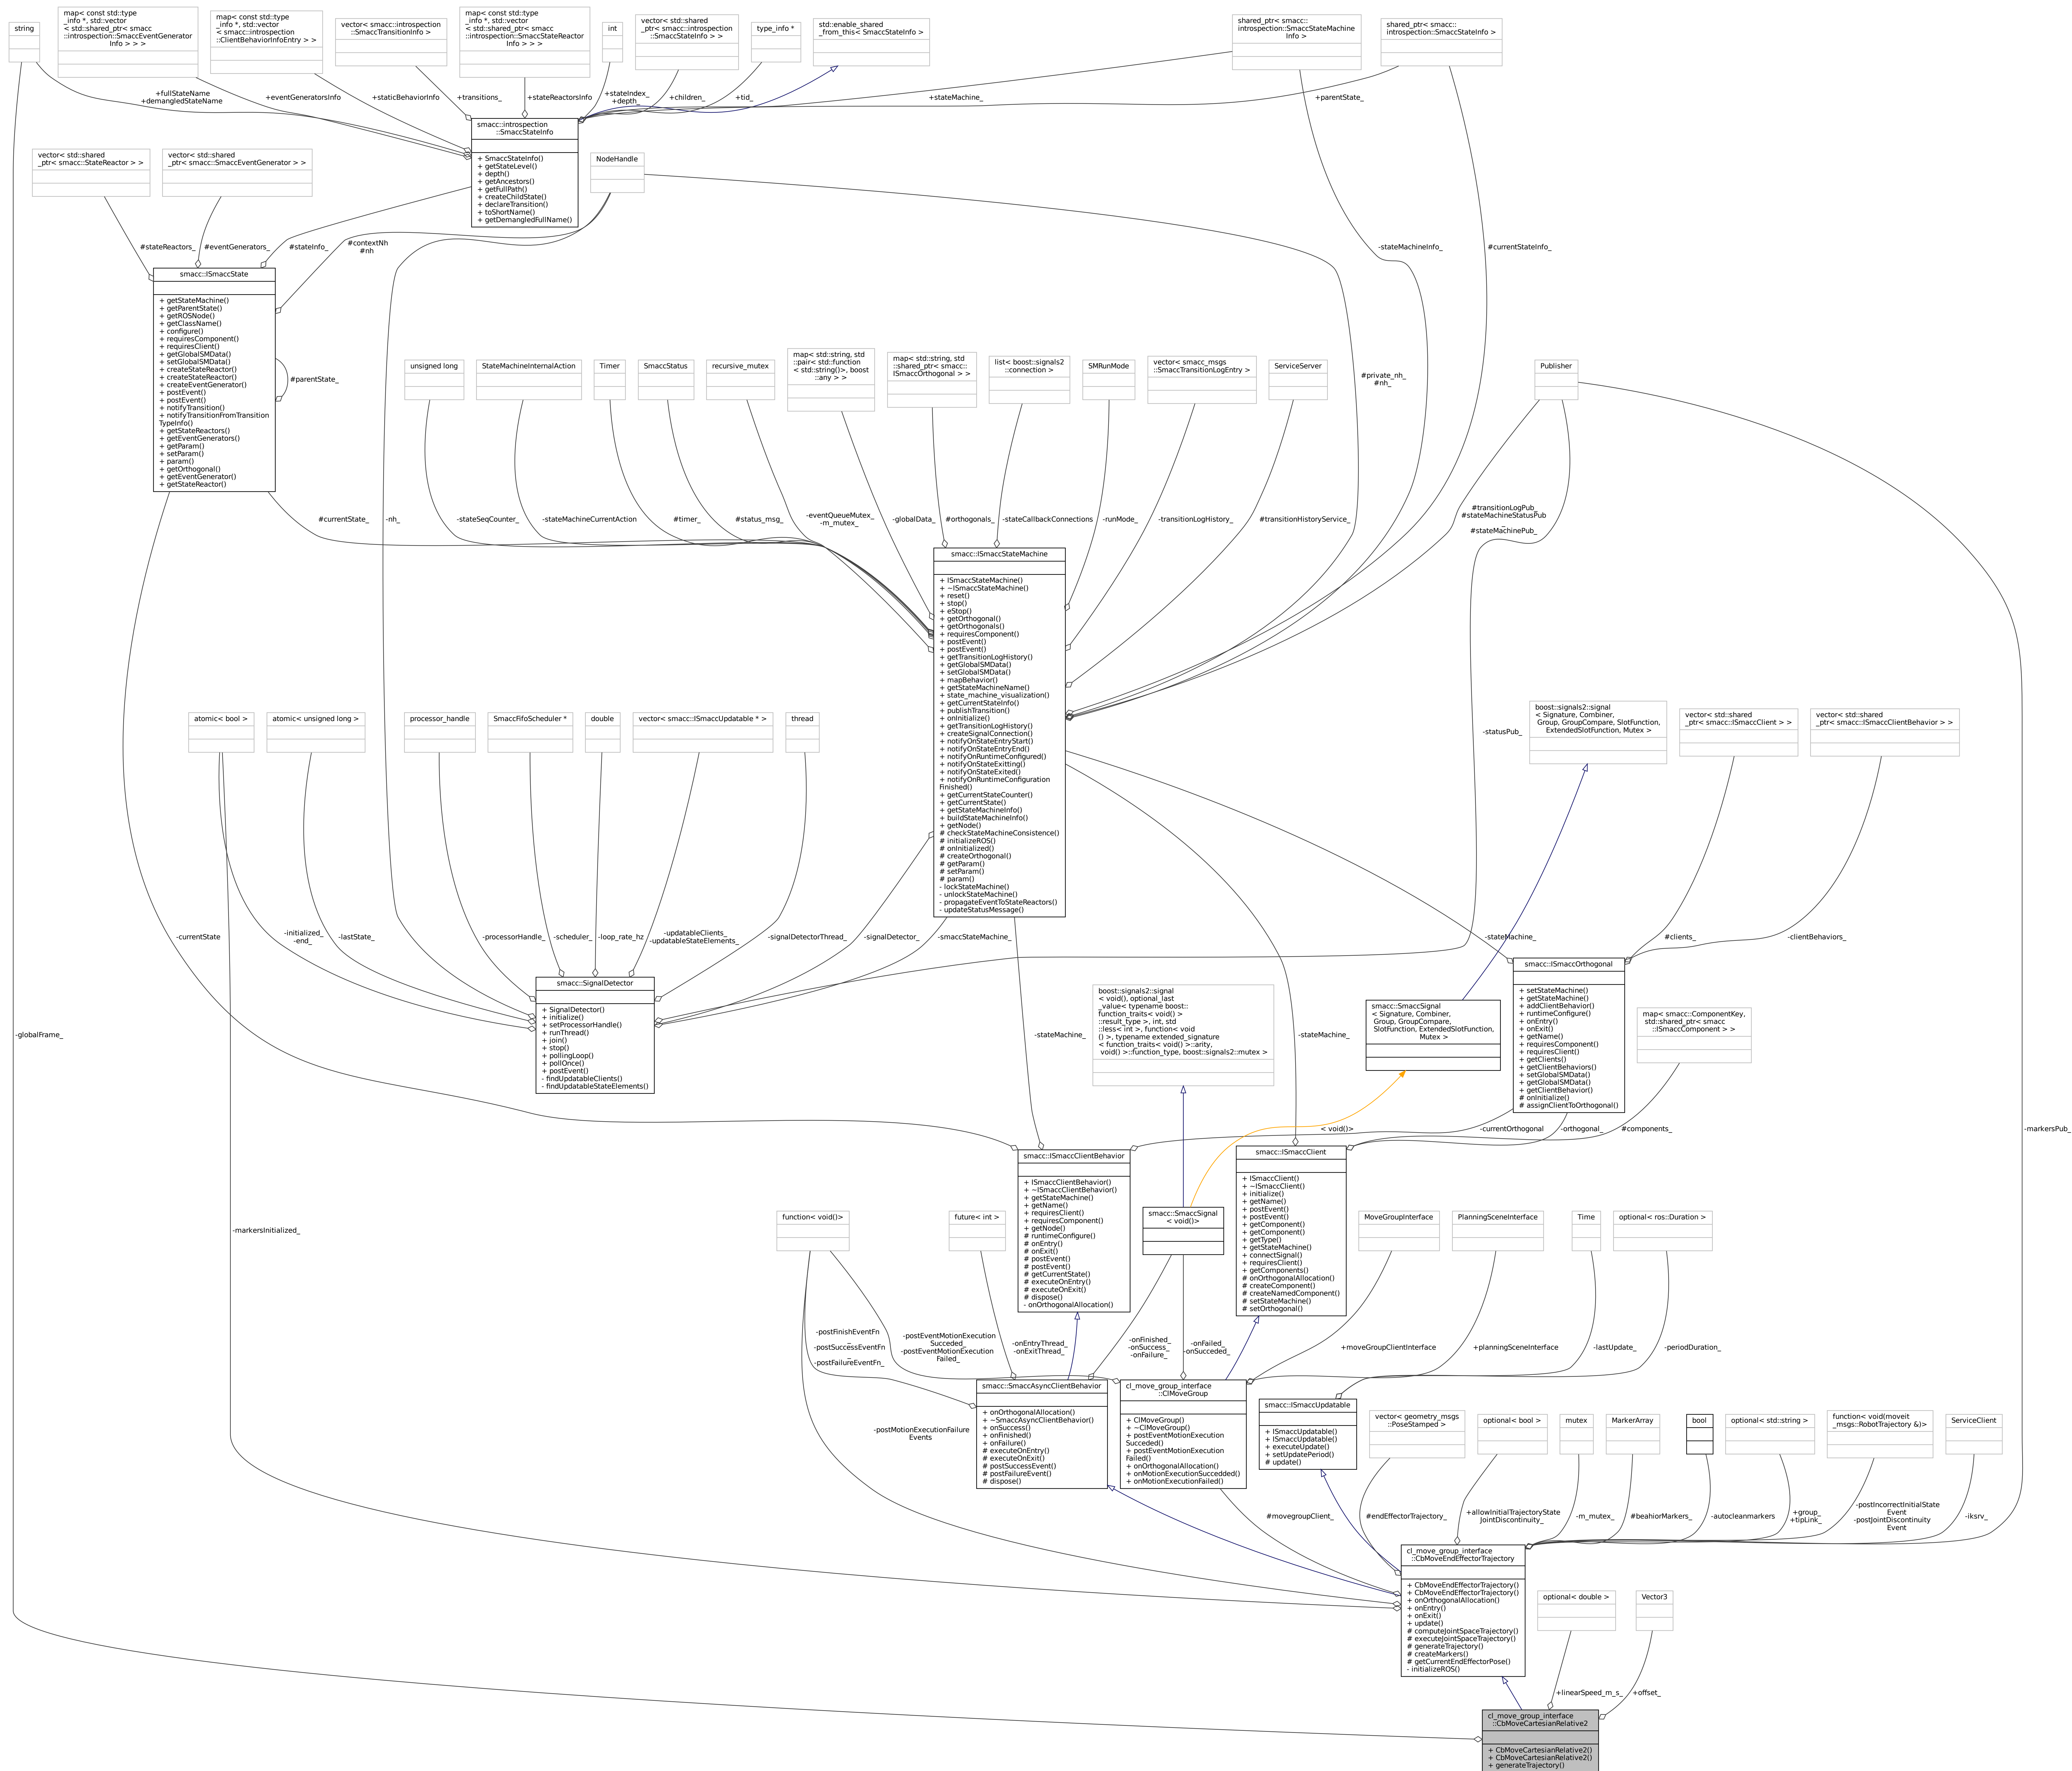 string
map< const std::type
_info *, std::vector
< std::shared_ptr< smacc
::introspection::SmaccEventGenerator
Info > > >
map< const std::type
_info *, std::vector
< smacc::introspection
::ClientBehaviorInfoEntry > >
vector< smacc::introspection
::SmaccTransitionInfo >
map< const std::type
_info *, std::vector
< std::shared_ptr< smacc
::introspection::SmaccStateReactor
Info > > >
int
vector< std::shared
_ptr< smacc::introspection
::SmaccStateInfo > >
type_info *
std::enable_shared
_from_this< SmaccStateInfo >
shared_ptr< smacc::
introspection::SmaccStateMachine
Info >
shared_ptr< smacc::
introspection::SmaccStateInfo >
+fullStateName
+demangledStateName
+eventGeneratorsInfo
+staticBehaviorInfo
+transitions_
+stateReactorsInfo
+stateIndex_
+depth_
+children_
+tid_
+stateMachine_
+parentState_
smacc::introspection
::SmaccStateInfo
+ SmaccStateInfo()
+ getStateLevel()
+ depth()
+ getAncestors()
+ getFullPath()
+ createChildState()
+ declareTransition()
+ toShortName()
+ getDemangledFullName()
vector< std::shared
_ptr< smacc::StateReactor > >
vector< std::shared
_ptr< smacc::SmaccEventGenerator > >
NodeHandle
#stateReactors_
#eventGenerators_
#stateInfo_
#contextNh
#nh
-stateMachineInfo_
#currentStateInfo_
smacc::ISmaccState
+ getStateMachine()
+ getParentState()
+ getROSNode()
+ getClassName()
+ configure()
+ requiresComponent()
+ requiresClient()
+ getGlobalSMData()
+ setGlobalSMData()
+ createStateReactor()
+ createStateReactor()
+ createEventGenerator()
+ postEvent()
+ postEvent()
+ notifyTransition()
+ notifyTransitionFromTransition
TypeInfo()
+ getStateReactors()
+ getEventGenerators()
+ getParam()
+ setParam()
+ param()
+ getOrthogonal()
+ getEventGenerator()
+ getStateReactor()
#parentState_
unsigned long
StateMachineInternalAction
Timer
SmaccStatus
recursive_mutex
map< std::string, std
::pair< std::function
< std::string()>, boost
::any > >
map< std::string, std
::shared_ptr< smacc::
ISmaccOrthogonal > >
list< boost::signals2
::connection >
SMRunMode
vector< smacc_msgs
::SmaccTransitionLogEntry >
ServiceServer
#private_nh_
#nh_
Publisher
#currentState_
-nh_
-stateSeqCounter_
-stateMachineCurrentAction
#timer_
#status_msg_
-eventQueueMutex_
-m_mutex_
-globalData_
#orthogonals_
-stateCallbackConnections
-runMode_
-transitionLogHistory_
#transitionHistoryService_
#transitionLogPub_
#stateMachineStatusPub
_
#stateMachinePub_
smacc::ISmaccStateMachine
+ ISmaccStateMachine()
+ ~ISmaccStateMachine()
+ reset()
+ stop()
+ eStop()
+ getOrthogonal()
+ getOrthogonals()
+ requiresComponent()
+ postEvent()
+ postEvent()
+ getTransitionLogHistory()
+ getGlobalSMData()
+ setGlobalSMData()
+ mapBehavior()
+ getStateMachineName()
+ state_machine_visualization()
+ getCurrentStateInfo()
+ publishTransition()
+ onInitialize()
+ getTransitionLogHistory()
+ createSignalConnection()
+ notifyOnStateEntryStart()
+ notifyOnStateEntryEnd()
+ notifyOnRuntimeConfigured()
+ notifyOnStateExitting()
+ notifyOnStateExited()
+ notifyOnRuntimeConfiguration
Finished()
+ getCurrentStateCounter()
+ getCurrentState()
+ getStateMachineInfo()
+ buildStateMachineInfo()
+ getNode()
# checkStateMachineConsistence()
# initializeROS()
# onInitialized()
# createOrthogonal()
# getParam()
# setParam()
# param()
- lockStateMachine()
- unlockStateMachine()
- propagateEventToStateReactors()
- updateStatusMessage()
atomic< bool >
atomic< unsigned long >
processor_handle
SmaccFifoScheduler *
double
vector< smacc::ISmaccUpdatable * >
thread
-statusPub_
boost::signals2::signal
< Signature, Combiner,
Group, GroupCompare, SlotFunction,
ExtendedSlotFunction, Mutex >
vector< std::shared
_ptr< smacc::ISmaccClient > >
vector< std::shared
_ptr< smacc::ISmaccClientBehavior > >
-currentState
-initialized_
-end_
-lastState_
-processorHandle_
-scheduler_
-loop_rate_hz
-updatableClients_
-updatableStateElements_
-signalDetectorThread_
-signalDetector_
-smaccStateMachine_
-stateMachine_
#clients_
-clientBehaviors_
smacc::SignalDetector
+ SignalDetector()
+ initialize()
+ setProcessorHandle()
+ runThread()
+ join()
+ stop()
+ pollingLoop()
+ pollOnce()
+ postEvent()
- findUpdatableClients()
- findUpdatableStateElements()
smacc::ISmaccOrthogonal
+ setStateMachine()
+ getStateMachine()
+ addClientBehavior()
+ runtimeConfigure()
+ onEntry()
+ onExit()
+ getName()
+ requiresComponent()
+ requiresClient()
+ getClients()
+ getClientBehaviors()
+ setGlobalSMData()
+ getGlobalSMData()
+ getClientBehavior()
# onInitialize()
# assignClientToOrthogonal()
-globalFrame_
-stateMachine_
boost::signals2::signal
< void(), optional_last
_value< typename boost::
function_traits< void() >
::result_type >, int, std
::less< int >, function< void
() >, typename extended_signature
< function_traits< void() >::arity,
void() >::function_type, boost::signals2::mutex >
-stateMachine_
smacc::SmaccSignal
< Signature, Combiner,
Group, GroupCompare,
SlotFunction, ExtendedSlotFunction,
Mutex >
map< smacc::ComponentKey,
std::shared_ptr< smacc
::ISmaccComponent > >
< void()>
-currentOrthogonal
-orthogonal_
#components_
-markersPub_
smacc::ISmaccClientBehavior
+ ISmaccClientBehavior()
+ ~ISmaccClientBehavior()
+ getStateMachine()
+ getName()
+ requiresClient()
+ requiresComponent()
+ getNode()
# runtimeConfigure()
# onEntry()
# onExit()
# postEvent()
# postEvent()
# getCurrentState()
# executeOnEntry()
# executeOnExit()
# dispose()
- onOrthogonalAllocation()
smacc::ISmaccClient
+ ISmaccClient()
+ ~ISmaccClient()
+ initialize()
+ getName()
+ postEvent()
+ postEvent()
+ getComponent()
+ getComponent()
+ getType()
+ getStateMachine()
+ connectSignal()
+ requiresClient()
+ getComponents()
# onOrthogonalAllocation()
# createComponent()
# createNamedComponent()
# setStateMachine()
# setOrthogonal()
-markersInitialized_
function< void()>
future< int >
smacc::SmaccSignal
< void()>
MoveGroupInterface
PlanningSceneInterface
Time
optional< ros::Duration >
-postFinishEventFn
_
-postSuccessEventFn
_
-postFailureEventFn_
-postEventMotionExecution
Succeded_
-postEventMotionExecution
Failed_
-onEntryThread_
-onExitThread_
-onFinished_
-onSuccess_
-onFailure_
-onFailed_
-onSucceded_
+moveGroupClientInterface
+planningSceneInterface
-lastUpdate_
-periodDuration_
smacc::SmaccAsyncClientBehavior
+ onOrthogonalAllocation()
+ ~SmaccAsyncClientBehavior()
+ onSuccess()
+ onFinished()
+ onFailure()
# executeOnEntry()
# executeOnExit()
# postSuccessEvent()
# postFailureEvent()
# dispose()
cl_move_group_interface
::ClMoveGroup
+ ClMoveGroup()
+ ~ClMoveGroup()
+ postEventMotionExecution
Succeded()
+ postEventMotionExecution
Failed()
+ onOrthogonalAllocation()
+ onMotionExecutionSuccedded()
+ onMotionExecutionFailed()
smacc::ISmaccUpdatable
+ ISmaccUpdatable()
+ ISmaccUpdatable()
+ executeUpdate()
+ setUpdatePeriod()
# update()
vector< geometry_msgs
::PoseStamped >
optional< bool >
mutex
MarkerArray
bool
optional< std::string >
function< void(moveit
_msgs::RobotTrajectory &)>
ServiceClient
-postMotionExecutionFailure
Events
#movegroupClient_
#endEffectorTrajectory_
+allowInitialTrajectoryState
JointDiscontinuity_
-m_mutex_
#beahiorMarkers_
-autocleanmarkers
+group_
+tipLink_
-postIncorrectInitialState
Event
-postJointDiscontinuity
Event
-iksrv_
cl_move_group_interface
::CbMoveEndEffectorTrajectory
+ CbMoveEndEffectorTrajectory()
+ CbMoveEndEffectorTrajectory()
+ onOrthogonalAllocation()
+ onEntry()
+ onExit()
+ update()
# computeJointSpaceTrajectory()
# executeJointSpaceTrajectory()
# generateTrajectory()
# createMarkers()
# getCurrentEndEffectorPose()
- initializeROS()
optional< double >
Vector3
+linearSpeed_m_s_
+offset_
cl_move_group_interface
::CbMoveCartesianRelative2
+ CbMoveCartesianRelative2()
+ CbMoveCartesianRelative2()
+ generateTrajectory()